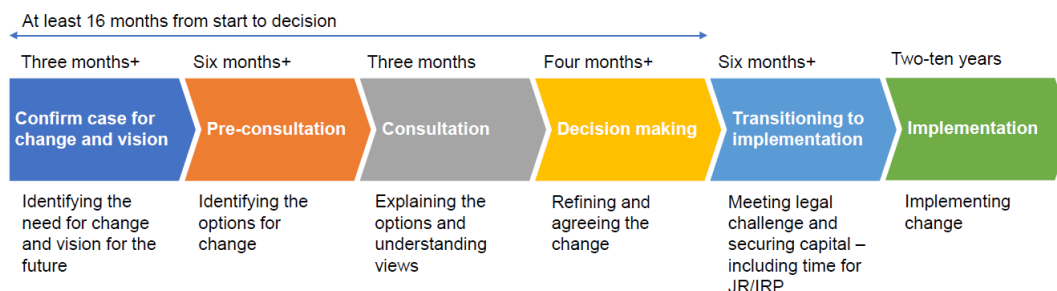 At least 16 months from start to decision
Three months+
Six months+
Three months
Four months+
Six months+
Two-ten years
Confirm case for
change and vision
Pre-consultation
Consultation
Decision making
Transitioning to
implementation
Implementation
Identifying the
need for change
and vision for the
future
Identifying the
options for
change
Explaining the
options and
understanding
views
Refining and
agreeing the
change
Meeting legal
challenge and
securing capital –
including time for
JR/IRP
Implementing
change